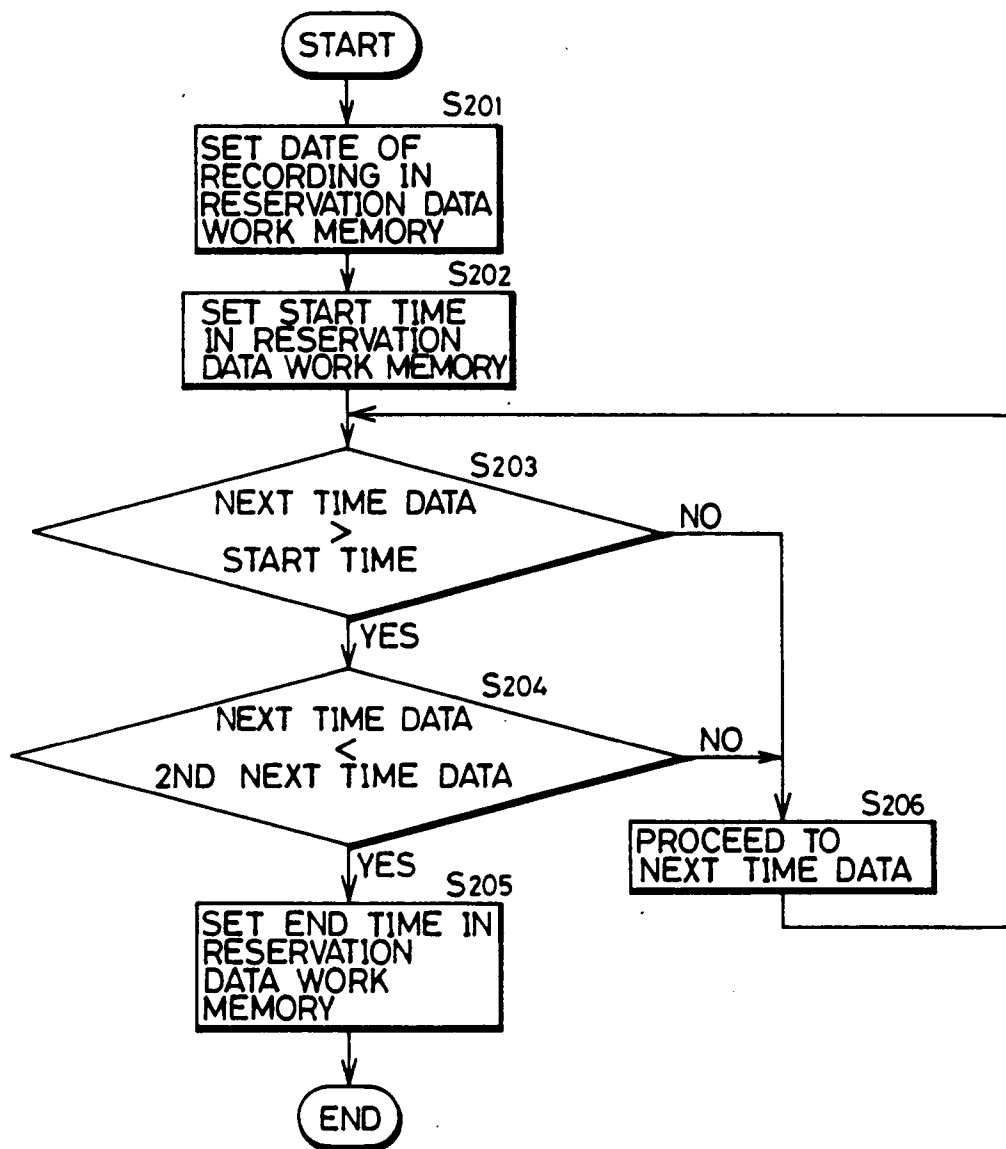 START
S201
SET DATE OF
RECORDING IN
RESERVATION DATA
WORK MEMORY
S202
SET START TIME
IN RESERVATION
DATA WORK MEMORY
S203
NEXT TIME DATA
>
START TIME
NO
YES
S204
NEXT TIME DATA
<
2ND NEXT TIME DATA
NO
YES
S206
PROCEED TO
NEXT TIME DATA
S205
SET END TIME IN
RESERVATION
DATA WORK
MEMORY
END